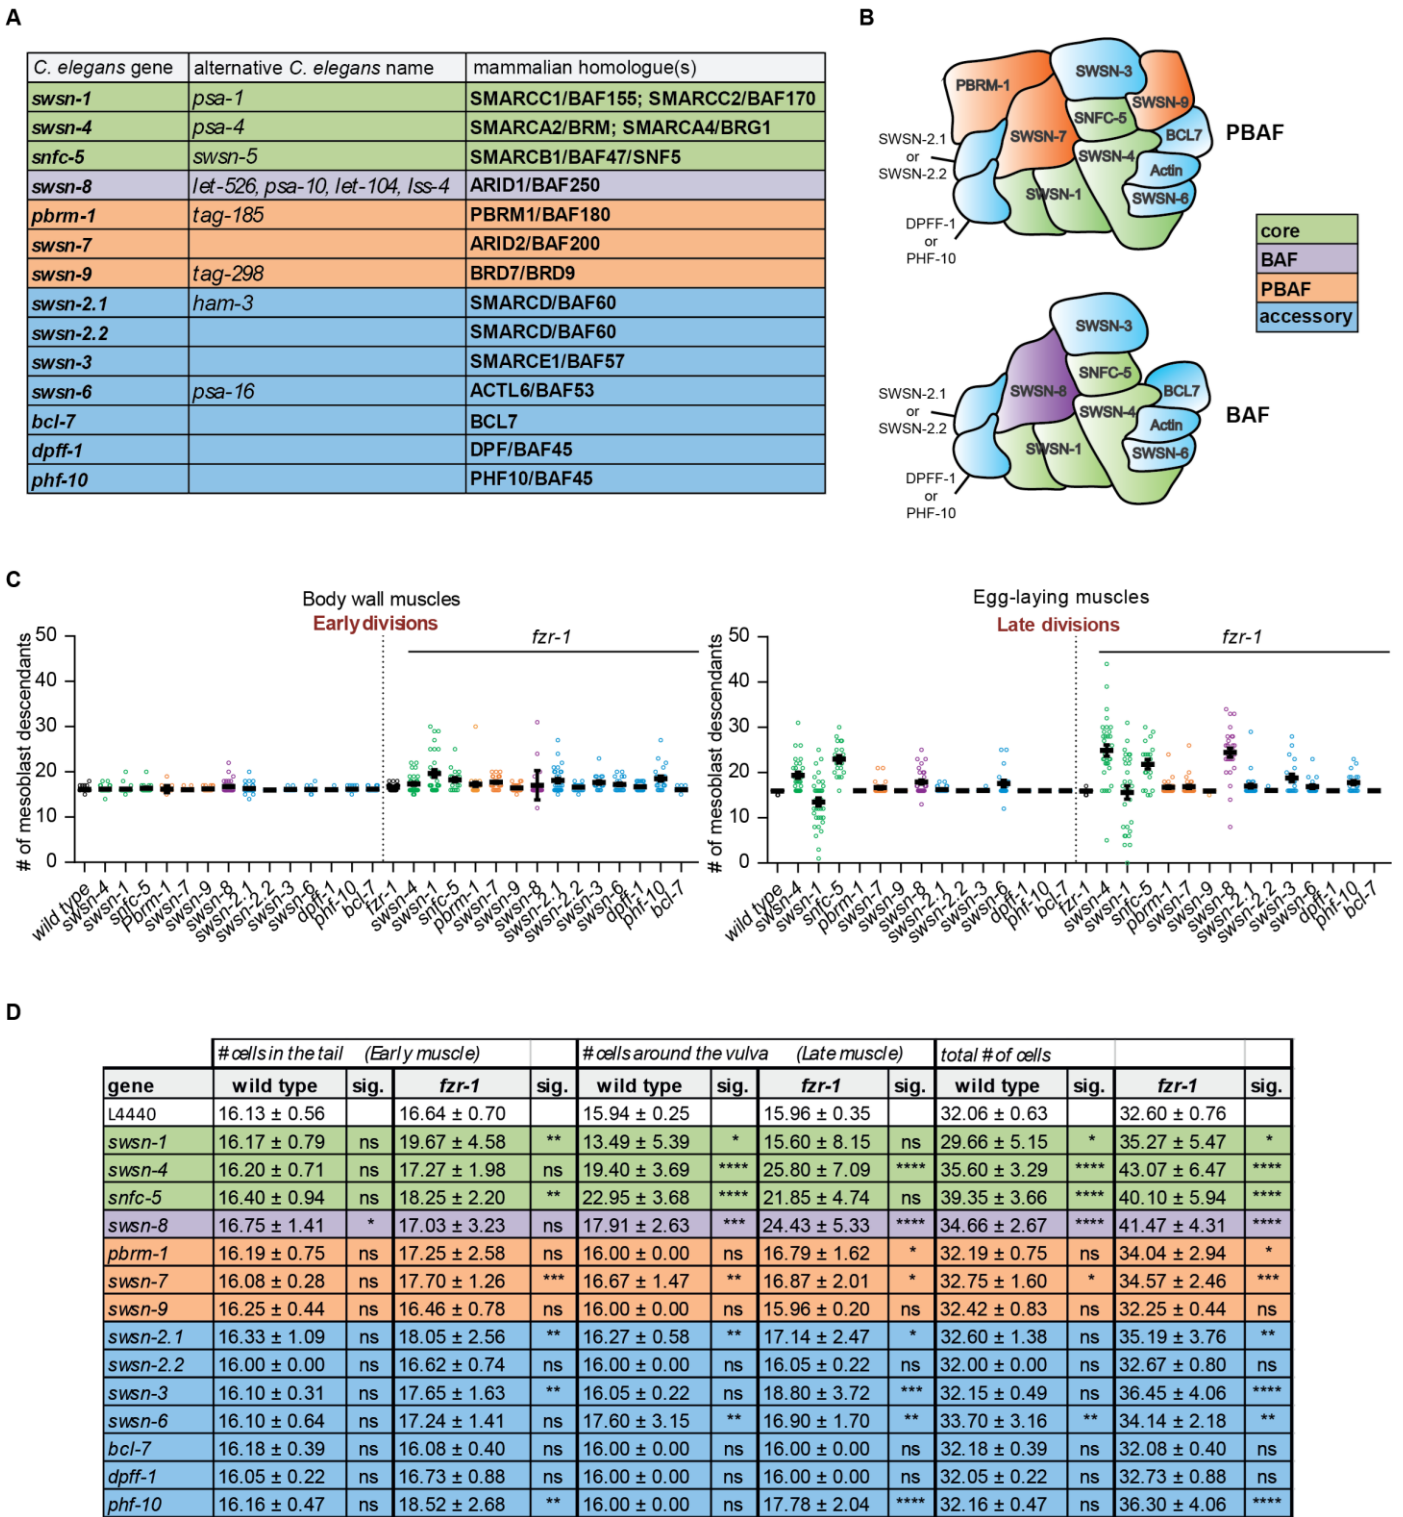 A
C. elegans gene alternative C. elegans name mammalian homologue(s)
swsn-1 psa-1 SMARCC1/BAF155; SMARCC2/BAF170
swsn-4 psa-4 SMARCA2/BRM; SMARCA4/BRG1
snfc-5 swsn-5 SMARCB1/BAF47/SNF5
swsn-8 let-526, psa-10, let-104, lss-4 ARID1/BAF250
pbrm-1 tag-185 PBRM1/BAF180
swsn-7 ARID2/BAF200
swsn-9 tag-298 BRD7/BRD9
swsn-2.1 ham-3 SMARCD/BAF60
swsn-2.2 SMARCD/BAF60
swsn-3 SMARCE1/BAF57
swsn-6 psa-16 ACTL6/BAF53
bcl-7 BCL7
dpff-1 DPF/BAF45
phf-10 PHF10/BAF45
B
PBRM-1
SWSN-3
SWSN-9
SWSN-7
SNFC-5
BCL7
PBAF
SWSN-2.1
or
SWSN-2.2
SWSN-4
Actin
SWSN-1
SWSN-6
DPFF-1
or
PHF-10
core
BAF
PBAF
accessory
SWSN-3
SNFC-5
SWSN-8
BCL7
SWSN-2.1
or
SWSN-2.2
SWSN-4
Actin
BAF
SWSN-1
SWSN-6
DPFF-1
or
PHF-10
C
Body wall muscles
Early divisions
fzr-1
# of mesoblast descendants
50
40
30
20
10
0
wild type
swsn-4
swsn-1
snfc-5
pbrm-1
swsn-7
swsn-9
swsn-8
swsn-2.1
swsn-2.2
swsn-3
swsn-6
dpff-1
phf-10
bcl-7
fzr-1
swsn-4
swsn-1
snfc-5
pbrm-1
swsn-7
swsn-9
swsn-8
swsn-2.1
swsn-2.2
swsn-3
swsn-6
dpff-1
phf-10
bcl-7
Egg-laying muscles
Late divisions
fzr-1
# of mesoblast descendants
50
40
30
20
10
0
wild type
swsn-4
swsn-1
snfc-5
pbrm-1
swsn-7
swsn-9
swsn-8
swsn-2.1
swsn-2.2
swsn-3
swsn-6
dpff-1
phf-10
bcl-7
fzr-1
swsn-4
swsn-1
snfc-5
pbrm-1
swsn-7
swsn-9
swsn-8
swsn-2.1
swsn-2.2
swsn-3
swsn-6
dpff-1
phf-10
bcl-7
D
# cells in the tail (Early muscle) # cells around the vulva (Late muscle) total # of cells
gene wild type sig. fzr-1 sig. wild type sig. fzr-1 sig. wild type sig. fzr-1 sig.
L4440 16.13 ± 0.56 16.64 ± 0.70 15.94 ± 0.25 15.96 ± 0.35 32.06 ± 0.63 32.60 ± 0.76
swsn-1 16.17 ± 0.79 ns 19.67 ± 4.58 ** 13.49 ± 5.39 * 15.60 ± 8.15 ns 29.66 ± 5.15 * 35.27 ± 5.47 *
swsn-4 16.20 ± 0.71 ns 17.27 ± 1.98 ns 19.40 ± 3.69 **** 25.80 ± 7.09 **** 35.60 ± 3.29 **** 43.07 ± 6.47 ****
snfc-5 16.40 ± 0.94 ns 18.25 ± 2.20 ** 22.95 ± 3.68 **** 21.85 ± 4.74 ns 39.35 ± 3.66 **** 40.10 ± 5.94 ****
swsn-8 16.75 ± 1.41 * 17.03 ± 3.23 ns 17.91 ± 2.63 *** 24.43 ± 5.33 **** 34.66 ± 2.67 **** 41.47 ± 4.31 ****
pbrm-1 16.19 ± 0.75 ns 17.25 ± 2.58 ns 16.00 ± 0.00 ns 16.79 ± 1.62 * 32.19 ± 0.75 ns 34.04 ± 2.94 *
swsn-7 16.08 ± 0.28 ns 17.70 ± 1.26 *** 16.67 ± 1.47 ** 16.87 ± 2.01 * 32.75 ± 1.60 * 34.57 ± 2.46 ***
swsn-9 16.25 ± 0.44 ns 16.46 ± 0.78 ns 16.00 ± 0.00 ns 15.96 ± 0.20 ns 32.42 ± 0.83 ns 32.25 ± 0.44 ns
swsn-2.1 16.33 ± 1.09 ns 18.05 ± 2.56 ** 16.27 ± 0.58 ** 17.14 ± 2.47 * 32.60 ± 1.38 ns 35.19 ± 3.76 **
swsn-2.2 16.00 ± 0.00 ns 16.62 ± 0.74 ns 16.00 ± 0.00 ns 16.05 ± 0.22 ns 32.00 ± 0.00 ns 32.67 ± 0.80 ns
swsn-3 16.10 ± 0.31 ns 17.65 ± 1.63 ** 16.05 ± 0.22 ns 18.80 ± 3.72 *** 32.15 ± 0.49 ns 36.45 ± 4.06 ****
swsn-6 16.10 ± 0.64 ns 17.24 ± 1.41 ns 17.60 ± 3.15 ** 16.90 ± 1.70 ** 33.70 ± 3.16 ** 34.14 ± 2.18 **
bcl-7 16.18 ± 0.39 ns 16.08 ± 0.40 ns 16.00 ± 0.00 ns 16.00 ± 0.00 ns 32.18 ± 0.39 ns 32.08 ± 0.40 ns
dpff-1 16.05 ± 0.22 ns 16.73 ± 0.88 ns 16.00 ± 0.00 ns 16.00 ± 0.00 ns 32.05 ± 0.22 ns 32.73 ± 0.88 ns
phf-10 16.16 ± 0.47 ns 18.52 ± 2.68 ** 16.00 ± 0.00 ns 17.78 ± 2.04 **** 32.16 ± 0.47 ns 36.30 ± 4.06 ****